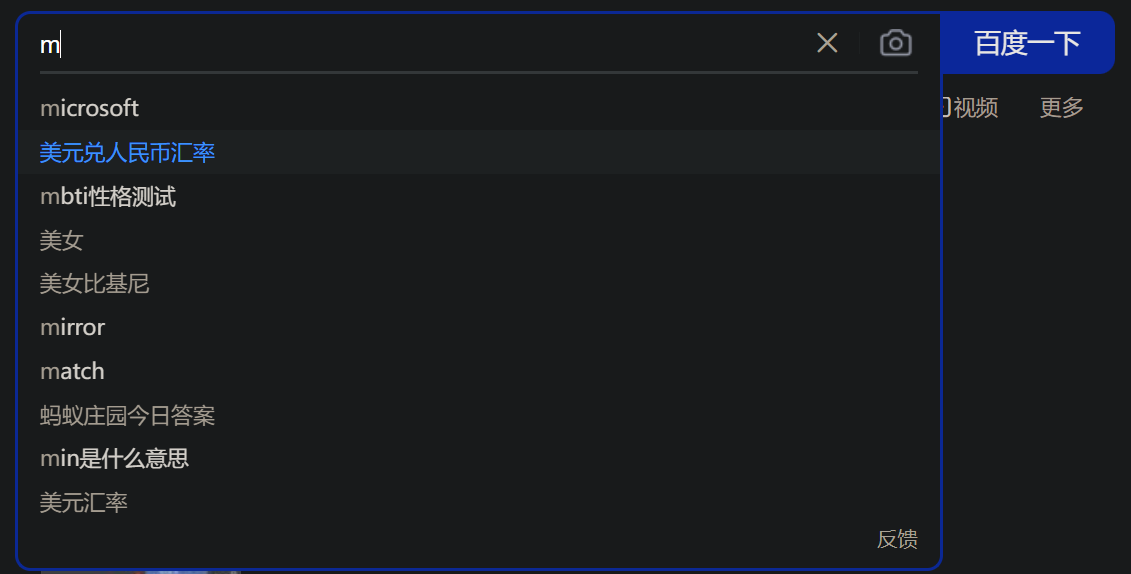 m
百度一下
视频
更多
microsoft
美元兑人民币汇率
mbti性格测试
美女
美女比基尼
mirror
match
蚂蚁庄园今日答案
min是什么意思
美元汇率
反馈